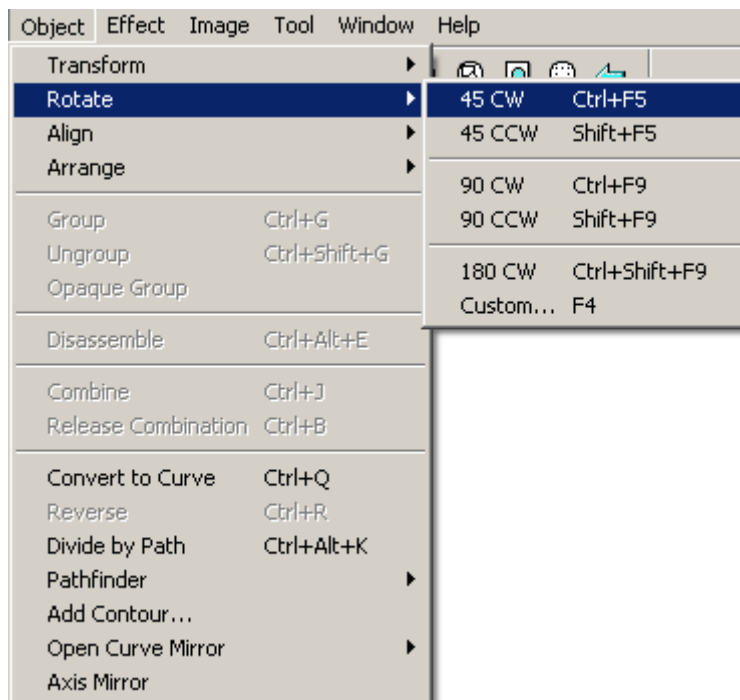 Object Effect Image Tool Window Help
Transform
Rotate
Align
Arrange
Group Ctrl+G
Ungroup Ctrl+Shift+G
Opaque Group
Disassemble Ctrl+Alt+E
Combine Ctrl+J
Release Combination Ctrl+B
Convert to Curve Ctrl+Q
Reverse Ctrl+R
Divide by Path Ctrl+Alt+K
Pathfinder
Add Contour...
Open Curve Mirror
Axis Mirror
45 CW Ctrl+F5
45 CCW Shift+F5
90 CW Ctrl+F9
90 CCW Shift+F9
180 CW Ctrl+Shift+F9
Custom... F4